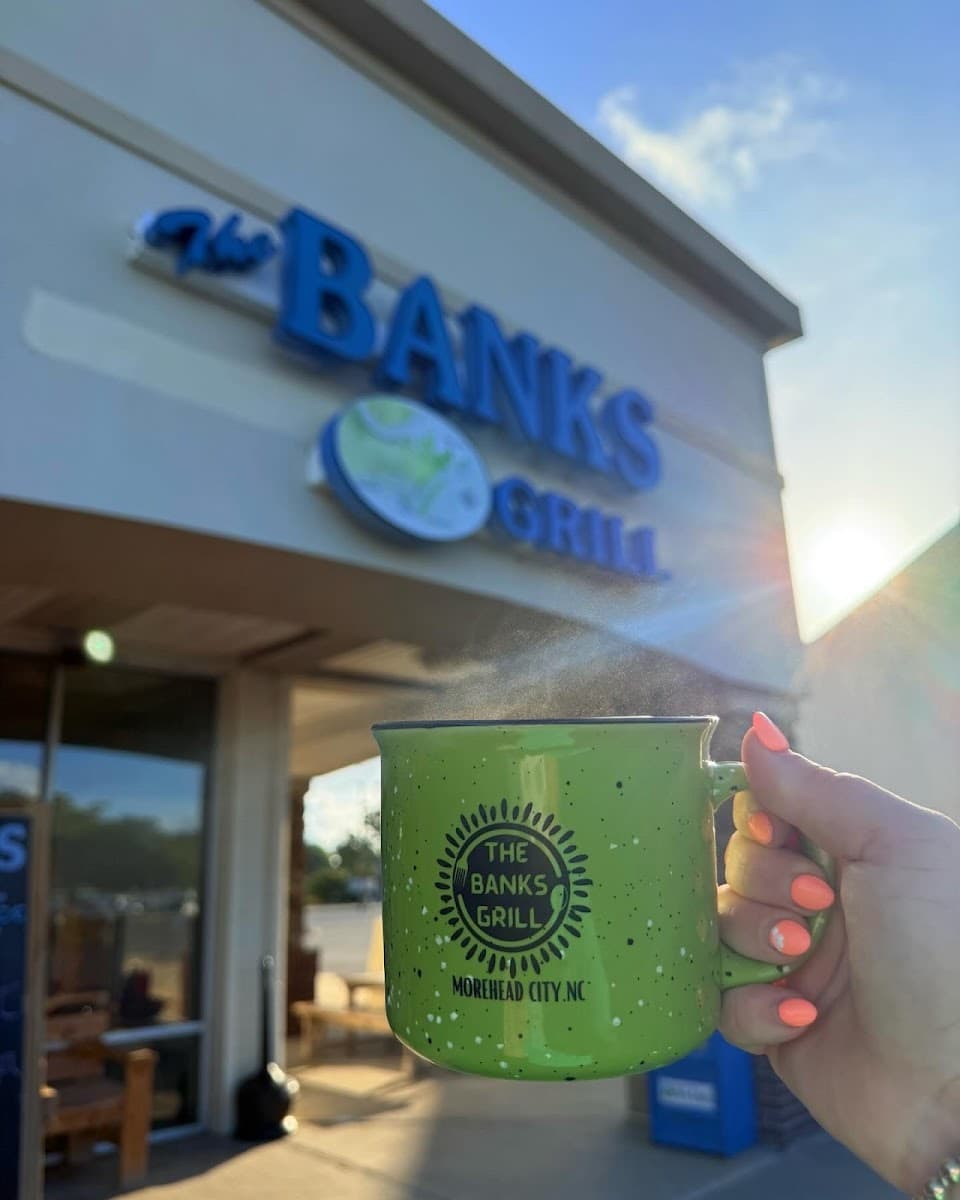 The
BANKS
GRILL
S
THE
BANKS
GRILL
MOREHEAD CITY.NC